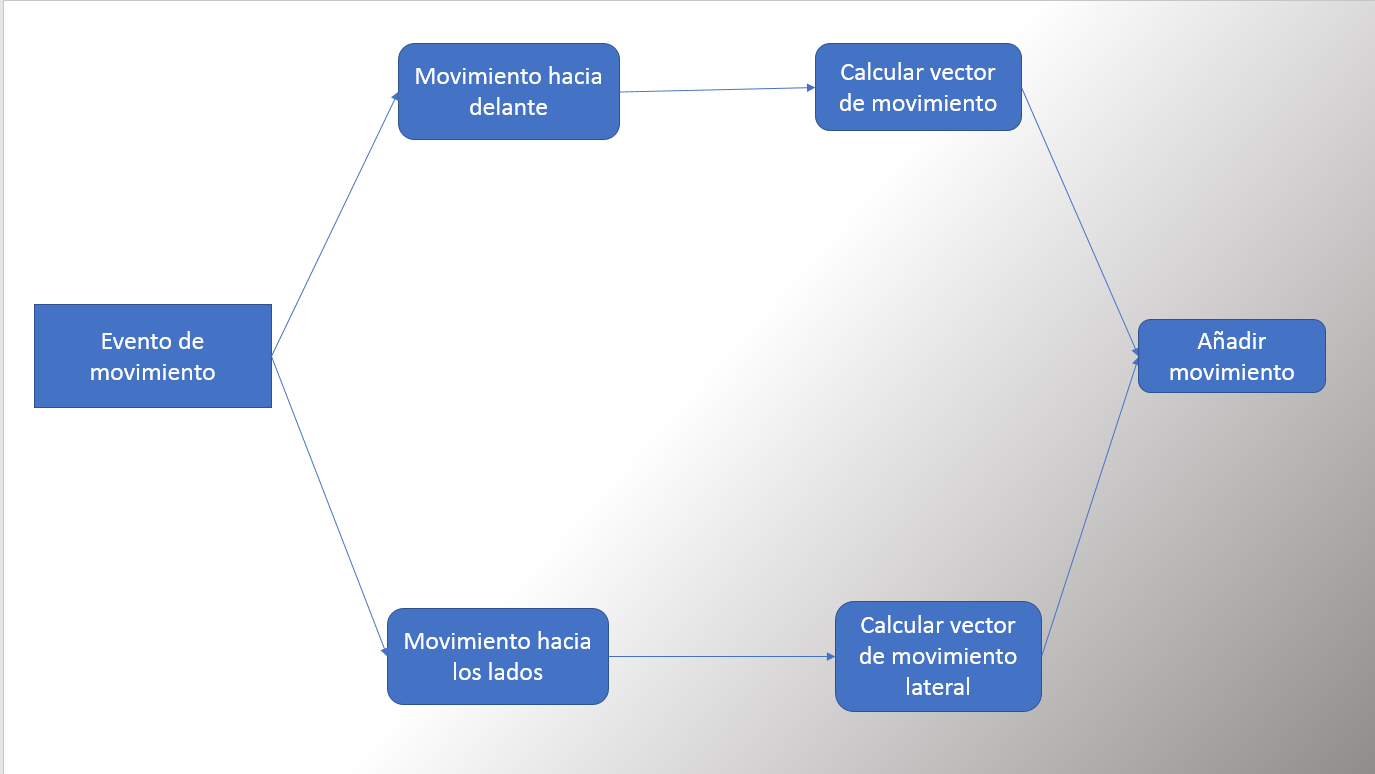 Movimiento hacia
delante
Calcular vector
de movimiento
Evento de
movimiento
Añadir
movimiento
Movimiento hacia
los lados
Calcular vector
de movimiento
lateral